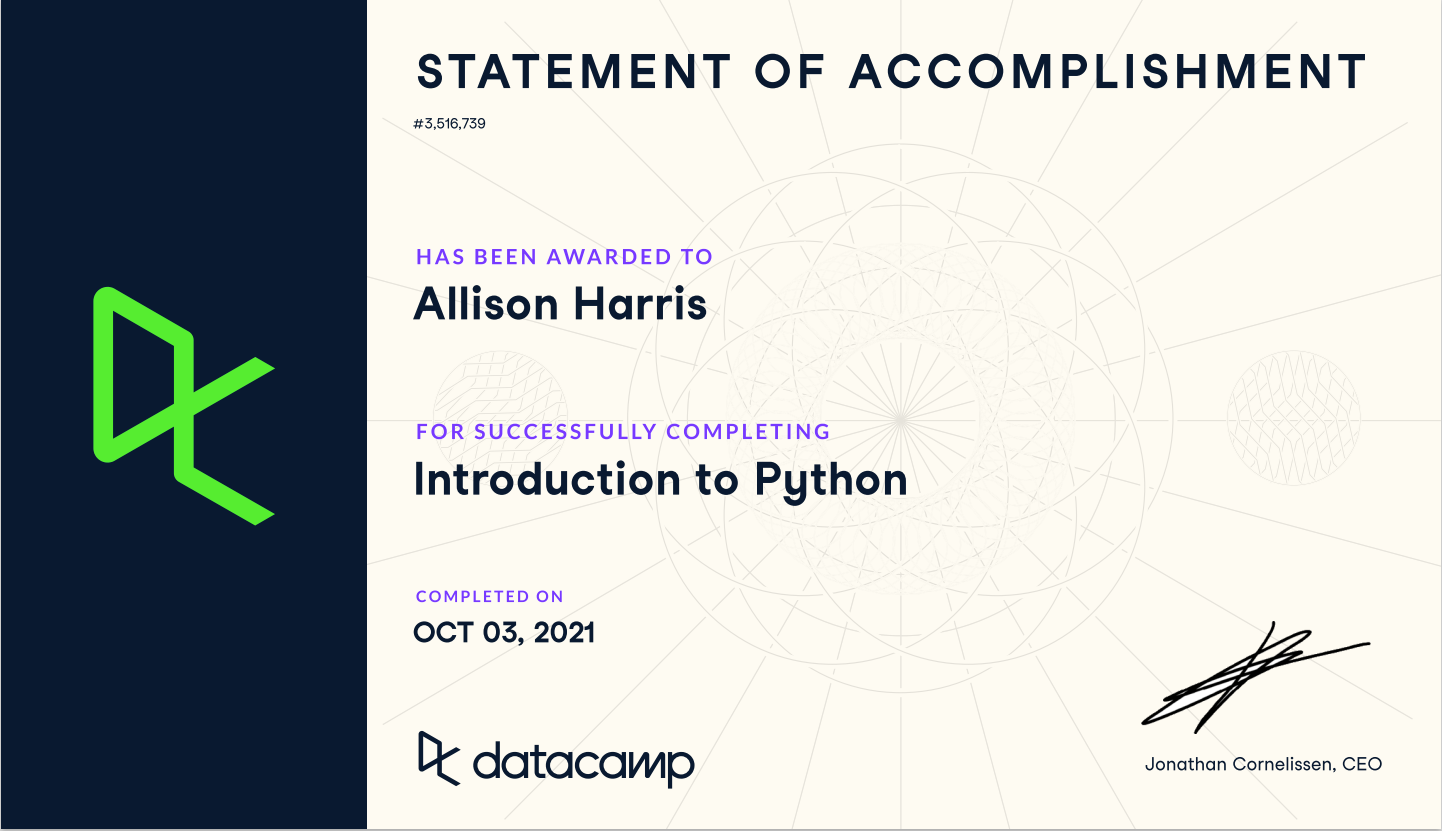 STATEMENT OF ACCOMPLISHMENT
#3,516,739
HAS BEEN AWARDED TO
Allison Harris
FOR SUCCESSFULLY COMPLETING
Introduction to Python
COMPLETED ON
OCT 03, 2021
datacamp
Jonathan Cornelissen, CEO